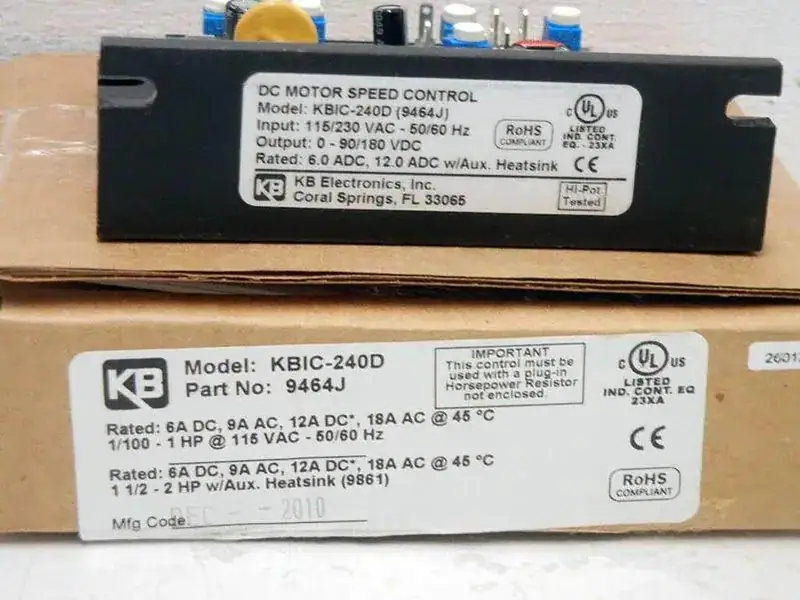 DC MOTOR SPEED CONTROL
Model: KBIC-240D (9464J)
Input: 115/230 VAC - 50/60 Hz
Output: 0 - 90/180 VDC
Rated: 6.0 ADC, 12.0 ADC w/Aux. Heatsink
KB
KB Electronics, Inc.
Coral Springs, FL 33065
RoHS
COMPLIANT
C UL US
LISTED
IND. CONT.
EQ. - 23XA
CE
Hi-Pot
Tested
KB
Model: KBIC-240D
Part No: 9464J
IMPORTANT
This control must be
used with a plug-in
Horsepower Resistor
not enclosed.
C UL US
LISTED
IND. CONT. EQ
23XA
Rated: 6A DC, 9A AC, 12A DC*, 18A AC @ 45 °C
1/100 - 1 HP @ 115 VAC - 50/60 Hz
CE
Rated: 6A DC, 9A AC, 12A DC*, 18A AC @ 45 °C
1 1/2 - 2 HP w/Aux. Heatsink (9861)
RoHS
COMPLIANT
Mfg Code DEC - - 2010